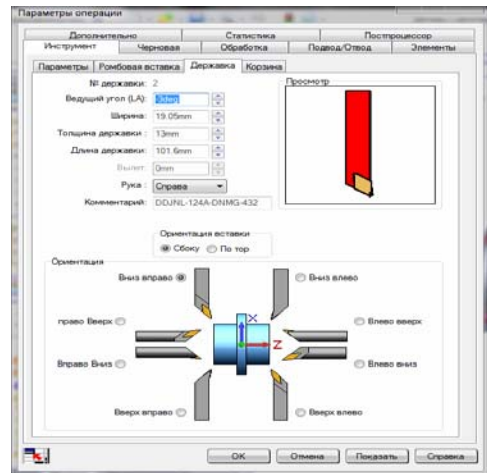 Параметры операции
Дополнительно Статистика Постпроцессор
Инструмент Черновая Обработка Подвод/Отвод Элементы
Параметры Ромбовая вставка Державка Корзина
№ державки: 2
Ведущий угол (LA): -3deg
Ширина: 19.05mm
Толщина державки: 13mm
Длина державки: 101.6mm
Вылет: 0mm
Рука : Справа
Комментарий: DDJNL-124A-DNMG-432
Просмотр
Ориентация вставки
Сбоку По тор
Ориентация
Вниз вправо Вниз влево
X
право Вверх Влево вверх
Z
Вправо Вниз Влево вниз
Вверх вправо Вверх влево
OK Отмена Показать Справка